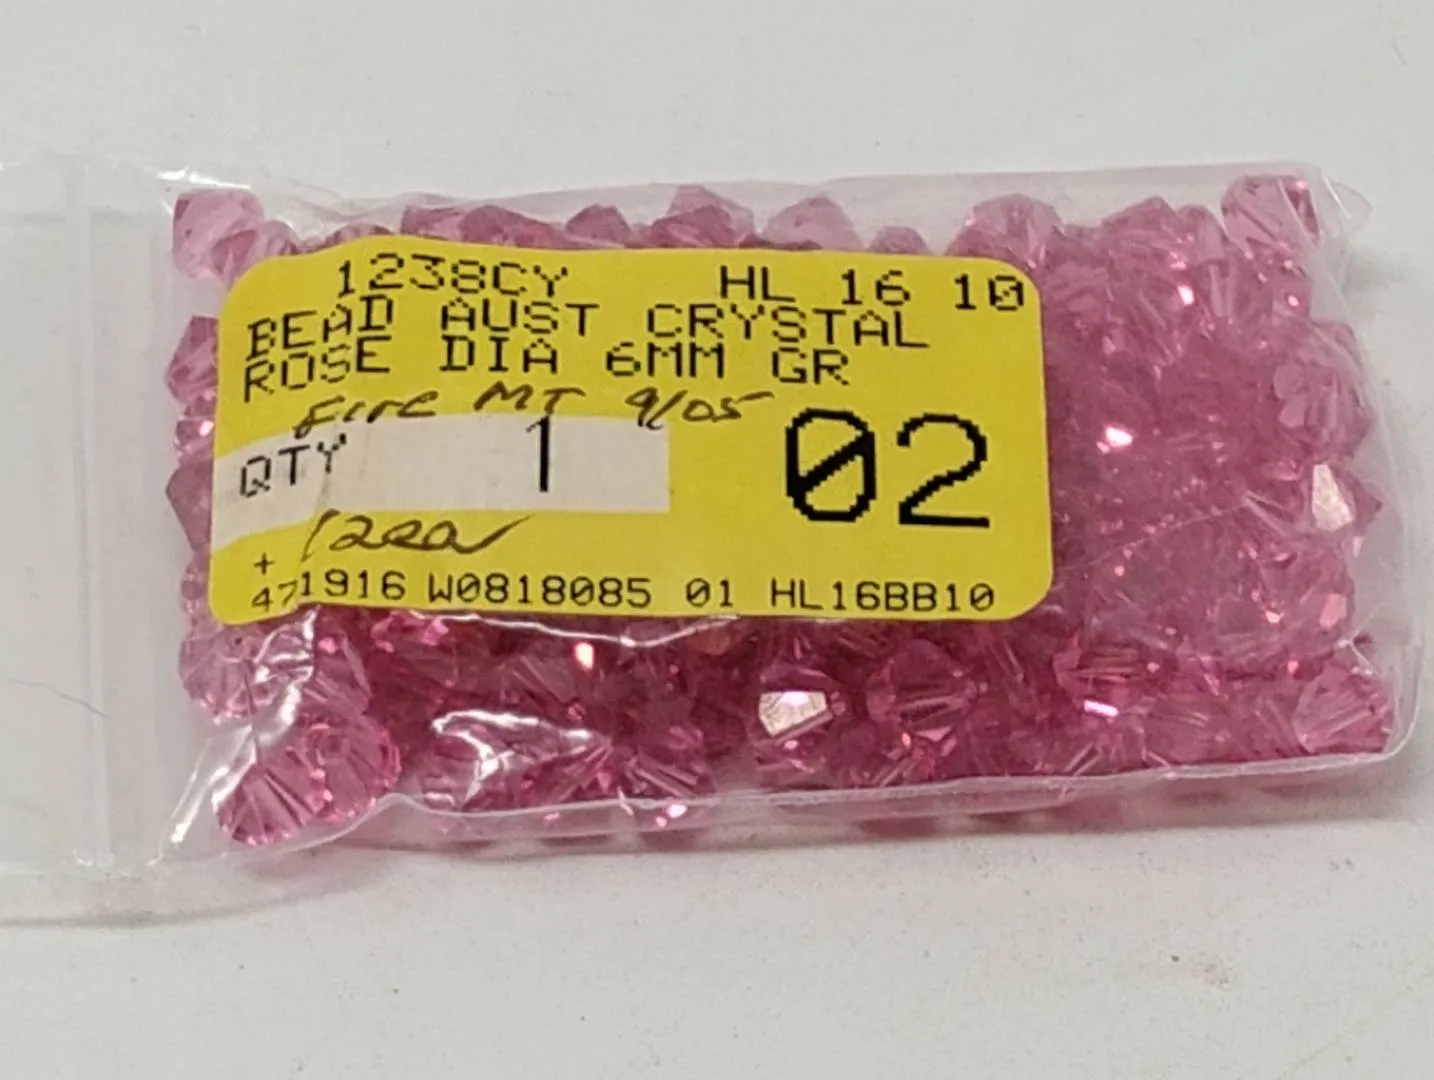 1238CY HL 16 10
BEAD AUST CRYSTAL
ROSE DIA 6MM GR
Fire MT 9/05
QTY 1 02
+
471916 W0818085 01 HL16BB10